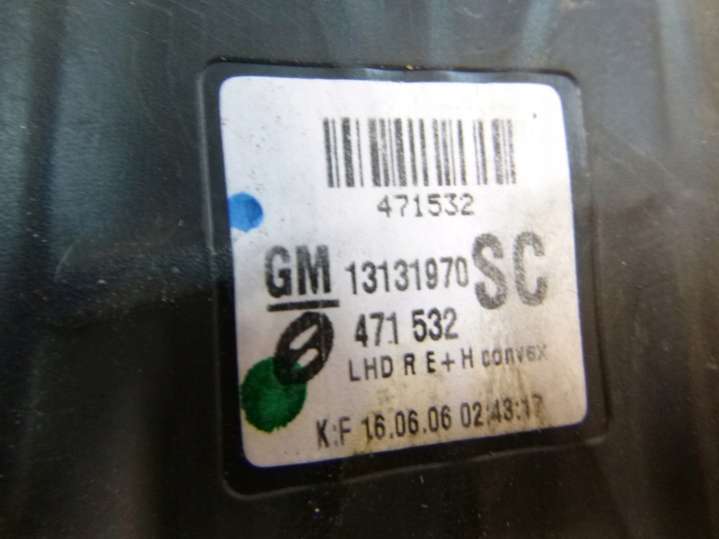 471532
GM 13131970 SC
471 532
LHD R E+H convex
K:F 16.06.06 02:43:17